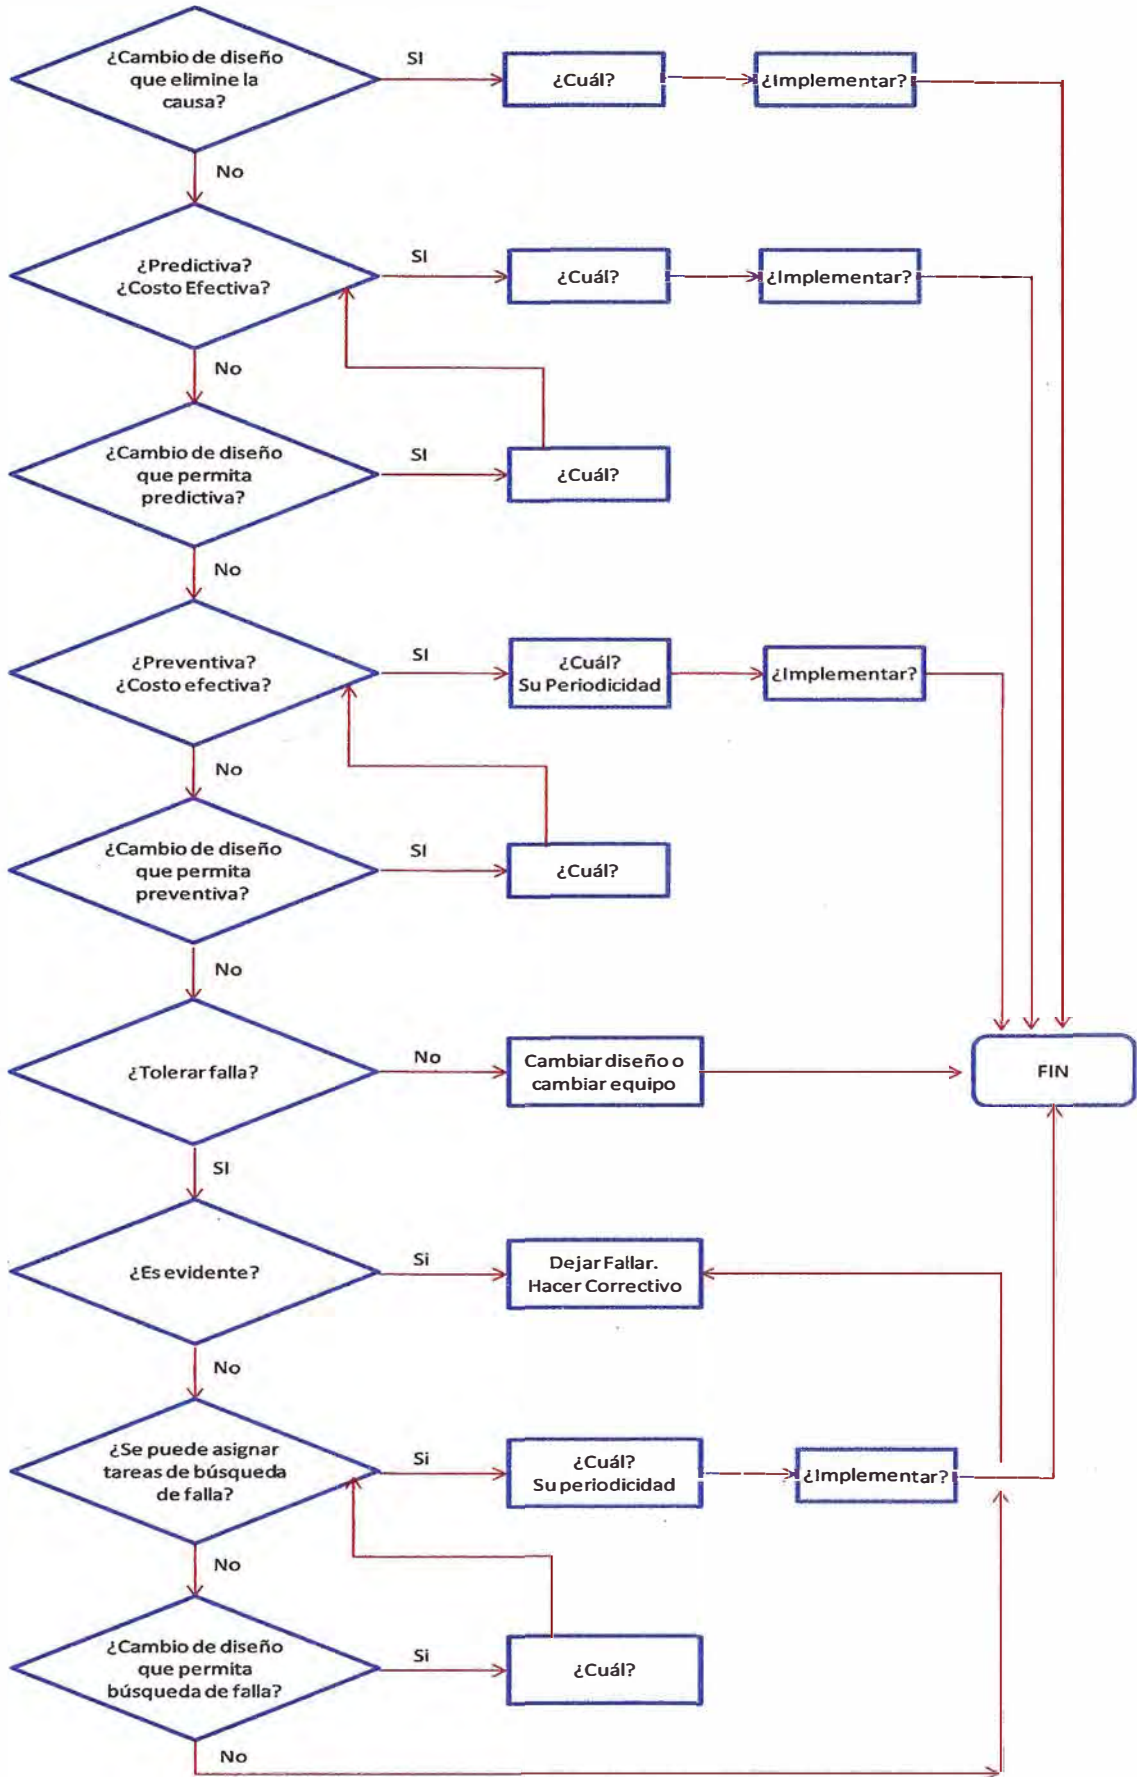 ¿Cambio de diseño
que elimine la
causa?
SI
¿Cuál?
¿Implementar?
No
¿Predictiva?
¿Costo Efectiva?
SI
¿Cuál?
¿Implementar?
No
¿Cambio de diseño
que permita
predictiva?
SI
¿Cuál?
No
¿Preventiva?
¿Costo efectiva?
SI
¿Cuál?
Su Periodicidad
¿Implementar?
No
¿Cambio de diseño
que permita
preventiva?
SI
¿Cuál?
No
¿Tolerar falla?
No
Cambiar diseño o
cambiar equipo
FIN
SI
¿Es evidente?
Si
Dejar Fallar.
Hacer Correctivo
No
¿Se puede asignar
tareas de búsqueda
de falla?
Si
¿Cuál?
Su periodicidad
¿Implementar?
No
¿Cambio de diseño
que permita
búsqueda de falla?
Si
¿Cuál?
No